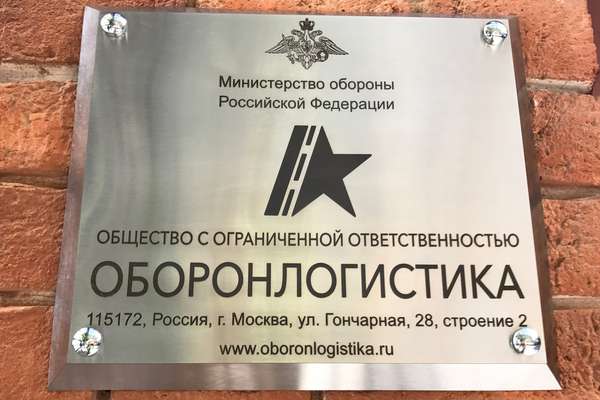 Министерство обороны
Российской Федерации
ОБЩЕСТВО С ОГРАНИЧЕННОЙ ОТВЕТСТВЕННОСТЬЮ
ОБОРОНЛОГИСТИКА
115172, Россия, г. Москва, ул. Гончарная, 28, строение 2
www.oboronlogistika.ru